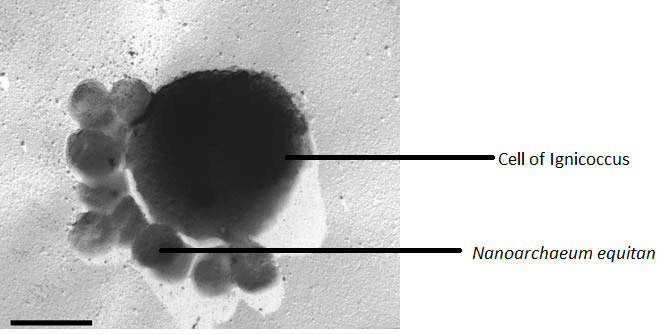 Cell of Ignicoccus
Nanoarchaeum equitan